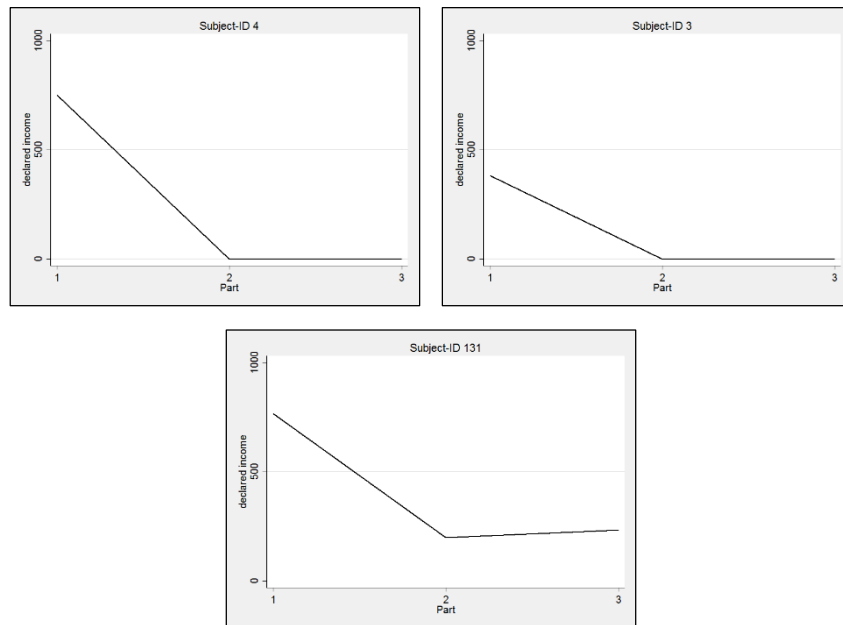 Subject-ID 4
1000
500
0
declared income
1
2
3
Part
Subject-ID 3
1000
500
0
declared income
1
2
3
Part
Subject-ID 131
1000
500
0
declared income
1
2
3
Part